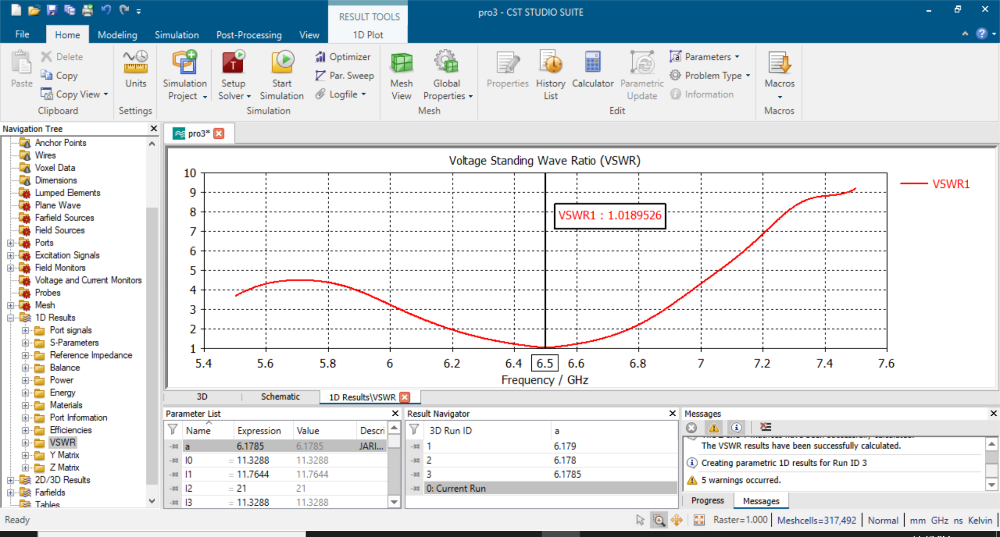 RESULT TOOLS
pro3 - CST STUDIO SUITE
File Home Modeling Simulation Post-Processing View 1D Plot
Paste
Delete
Copy
Copy View
Clipboard
Units
Settings
Simulation
Project
Setup
Solver
Start
Simulation
Optimizer
Par. Sweep
Logfile
Simulation
Mesh
View
Global
Properties
Mesh
Properties
History
List
Calculator
Parametric
Update
Parameters
Problem Type
Information
Edit
Macros
Macros
Navigation Tree
Anchor Points
Wires
Voxel Data
Dimensions
Lumped Elements
Plane Wave
Farfield Sources
Field Sources
Ports
Excitation Signals
Field Monitors
Voltage and Current Monitors
Probes
Mesh
1D Results
Port signals
S-Parameters
Reference Impedance
Balance
Power
Energy
Materials
Port Information
Efficiencies
VSWR
Y Matrix
Z Matrix
2D/3D Results
Farfields
Tables
pro3*
Voltage Standing Wave Ratio (VSWR)
10
9
8
7
6
5
4
3
2
1
VSWR1 : 1.0189526
VSWR1
5.4 5.6 5.8 6 6.2 6.4 6.5 6.6 6.8 7 7.2 7.4 7.6
Frequency / GHz
3D Schematic 1D Results\VSWR
Parameter List
Name Expression Value Descri
a 6.1785 6.1785 JARI...
l0 = 11.3288 11.3288
l1 = 11.7644 11.7644
l2 = 21 21
l3 = 11.3288 11.3288
Result Navigator
3D Run ID a
1 6.179
2 6.178
3 6.1785
0: Current Run
Messages
The VSWR results have been successfully calculated.
Creating parametric 1D results for Run ID 3
5 warnings occurred.
Progress Messages
Ready
Raster=1.000 Meshcells=317,492 Normal mm GHz ns Kelvin